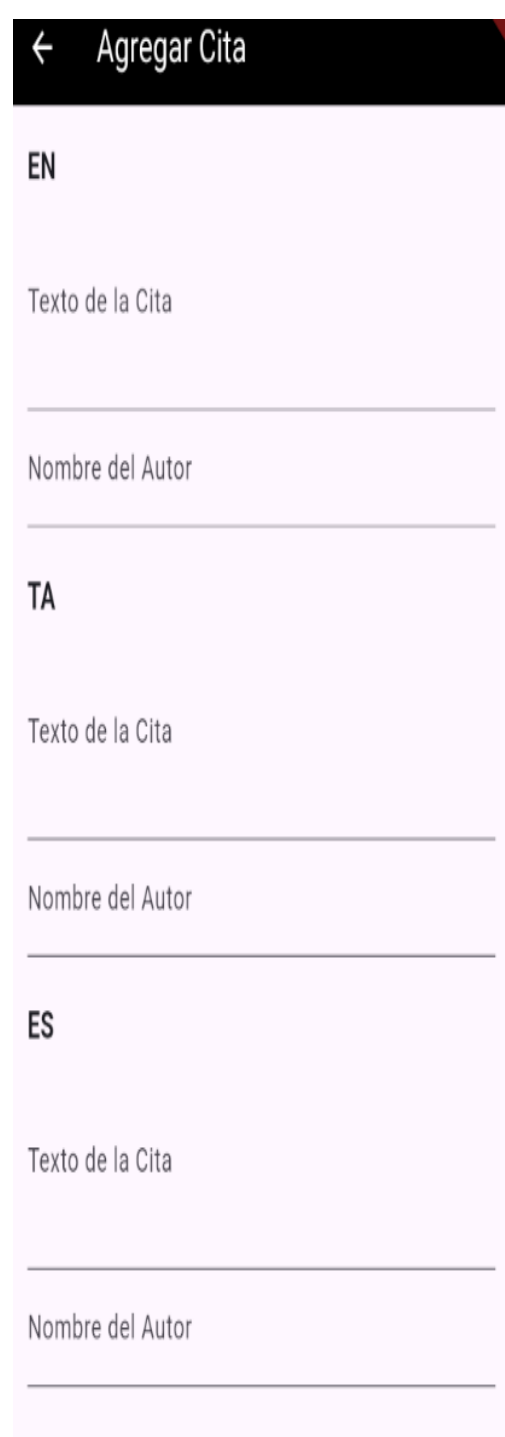 Agregar Cita
EN
Texto de la Cita
Nombre del Autor
TA
Texto de la Cita
Nombre del Autor
ES
Texto de la Cita
Nombre del Autor